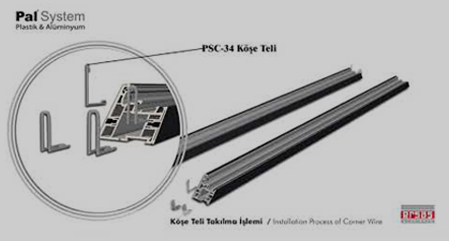 Pal System
Plastik & Alüminyum
PSC-34 Köşe Teli
Köşe Teli Takılma İşlemi / Installation Process of Corner Wire